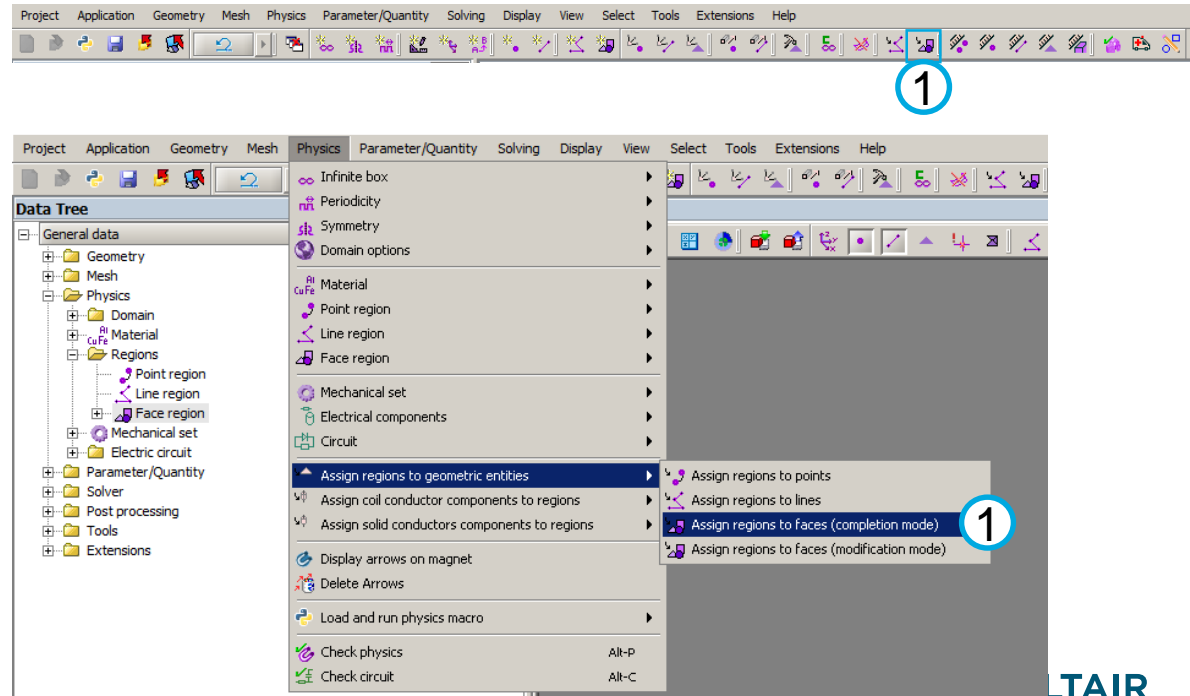 Project Application Geometry Mesh Physics Parameter/Quantity Solving Display View Select Tools Extensions Help
1
Project Application Geometry Mesh Physics Parameter/Quantity Solving Display View Select Tools Extensions Help
Data Tree
General data
Geometry
Mesh
Physics
Domain
Material
Regions
Point region
Line region
Face region
Mechanical set
Electric circuit
Parameter/Quantity
Solver
Post processing
Tools
Extensions
Infinite box
Periodicity
Symmetry
Domain options
Material
Point region
Line region
Face region
Mechanical set
Electrical components
Circuit
Assign regions to geometric entities
Assign coil conductor components to regions
Assign solid conductors components to regions
Display arrows on magnet
Delete Arrows
Load and run physics macro
Check physics Alt-P
Check circuit Alt-C
Assign regions to points
Assign regions to lines
Assign regions to faces (completion mode)
1
Assign regions to faces (modification mode)
LTAIR